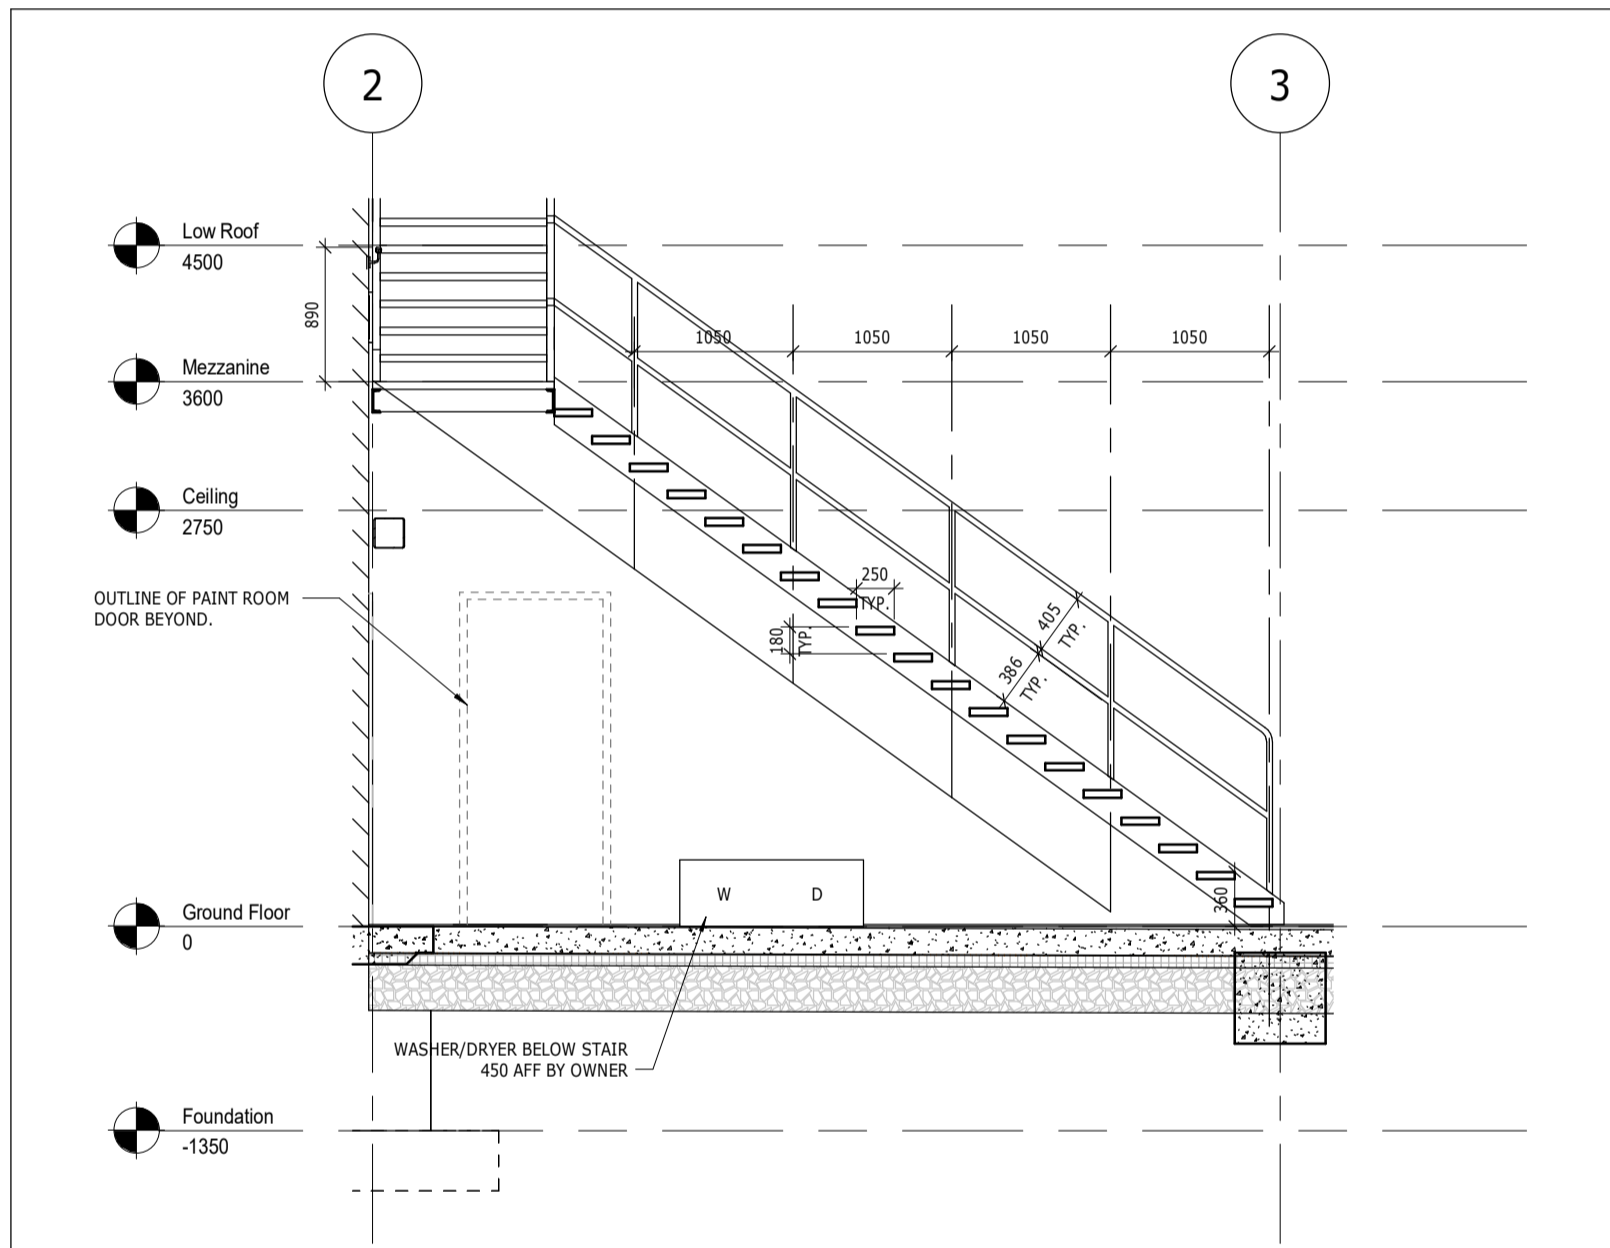 2
3
Low Roof
4500
890
1050
1050
1050
1050
Mezzanine
3600
Ceiling
2750
250
TYP.
180
TYP.
405
TYP.
386
TYP.
OUTLINE OF PAINT ROOM
DOOR BEYOND.
W
D
360
Ground Floor
0
WASHER/DRYER BELOW STAIR
450 AFF BY OWNER
Foundation
-1350